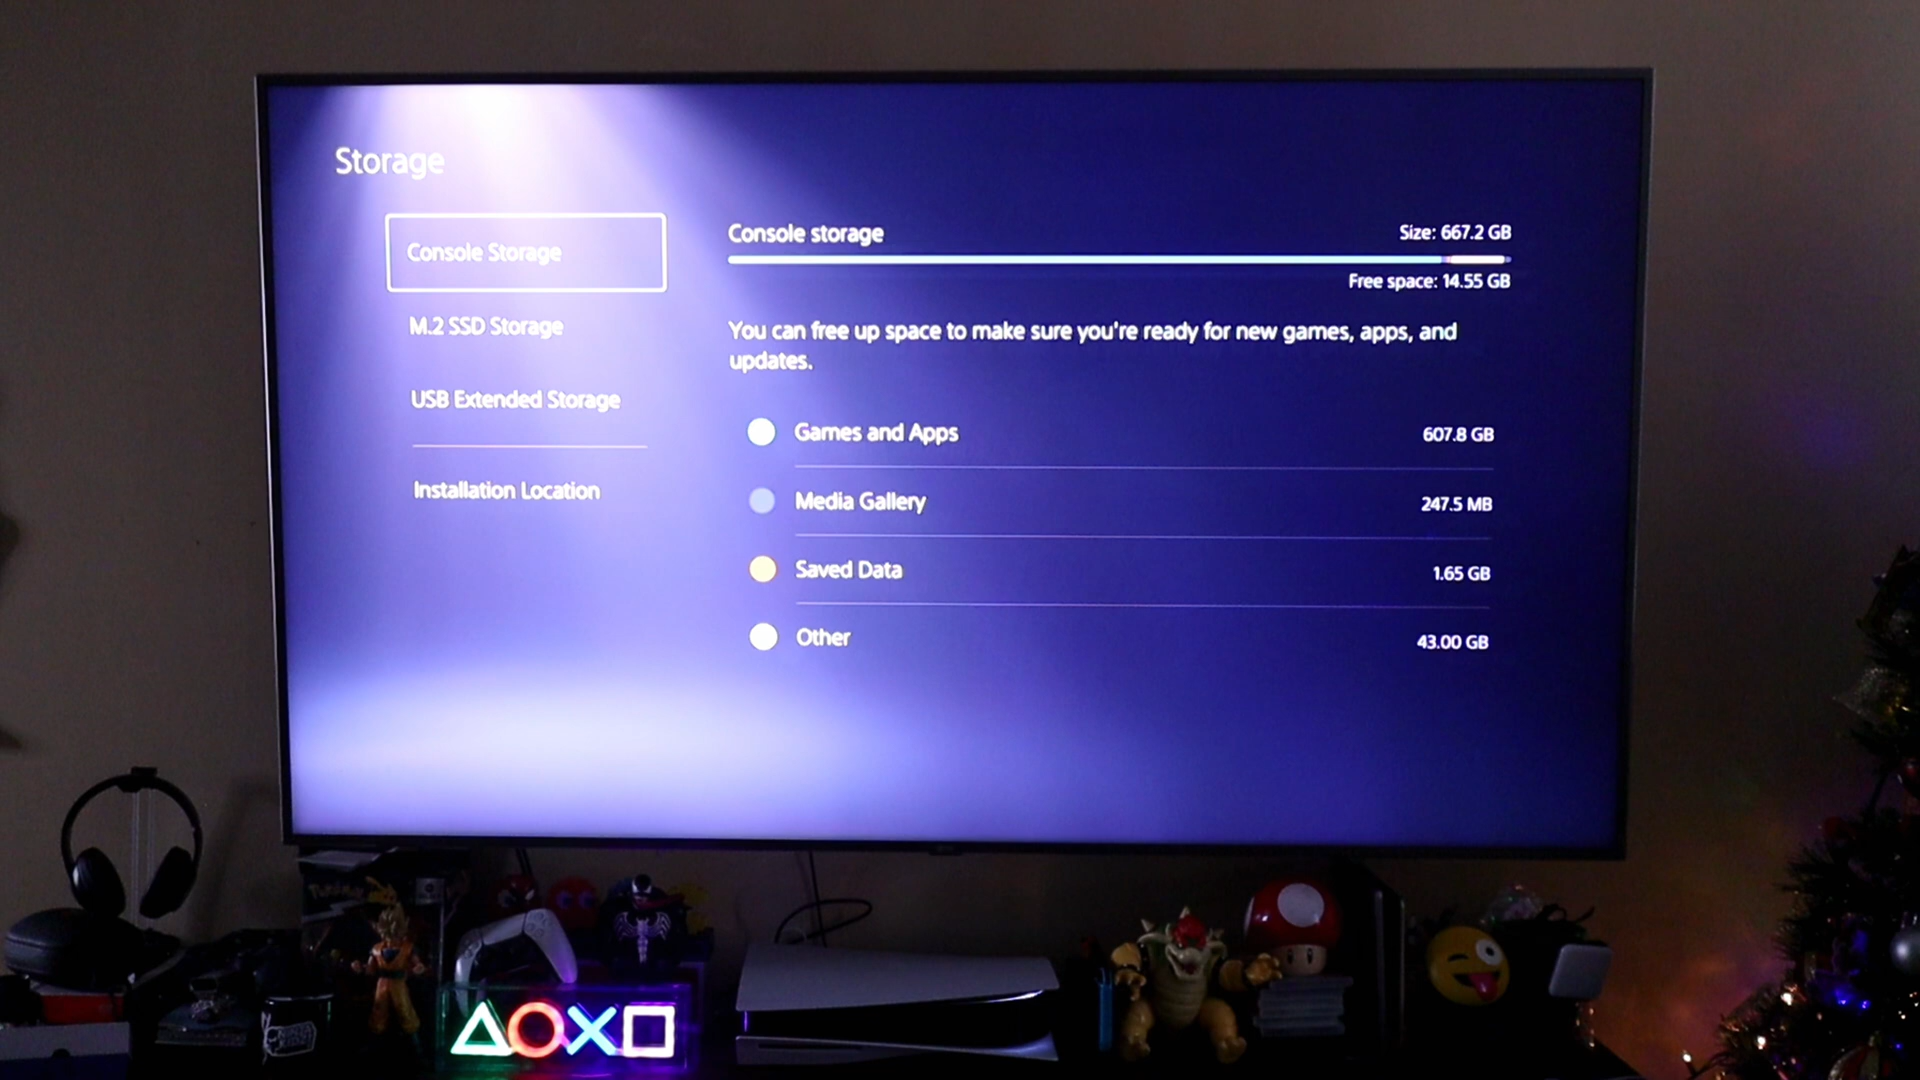 Storage
Console Storage
M.2 SSD Storage
USB Extended Storage
Installation Location
Console storage
Size: 667.2 GB
Free space: 14.55 GB
You can free up space to make sure you're ready for new games, apps, and
updates.
Games and Apps
607.8 GB
Media Gallery
247.5 MB
Saved Data
1.65 GB
Other
43.00 GB
Pokémon